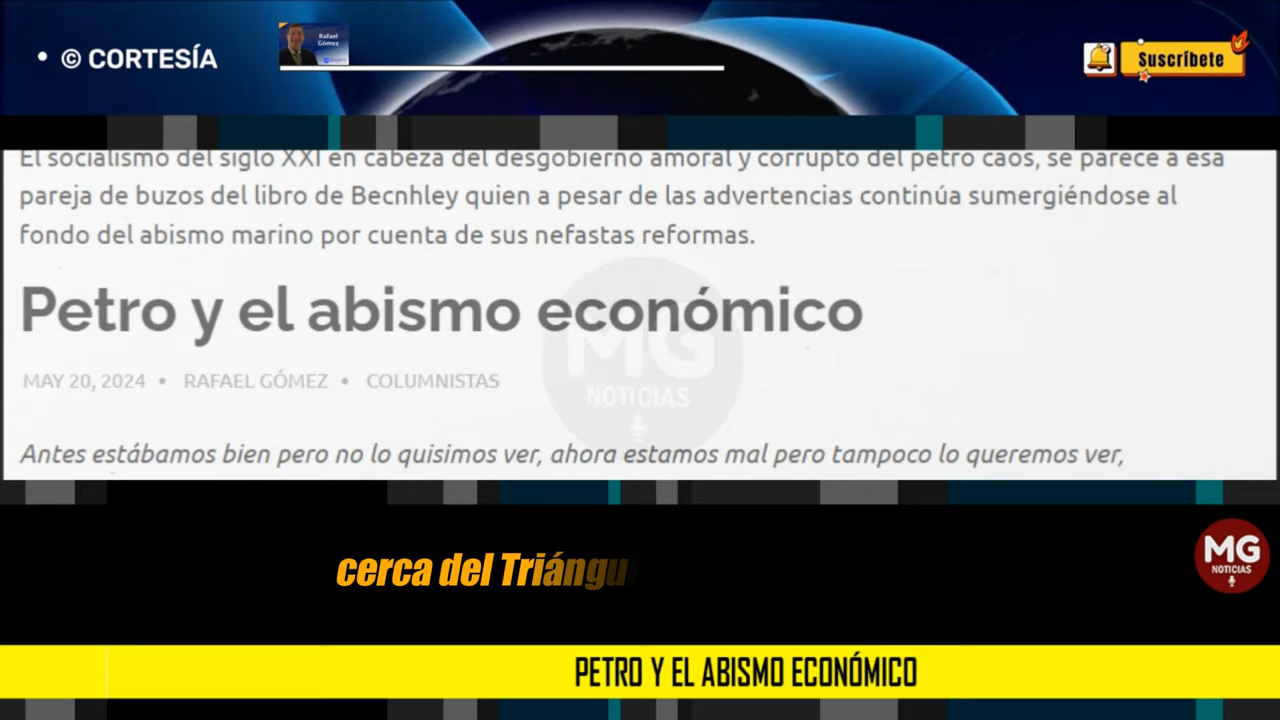 • © CORTESÍA
Rafael
Gómez
Suscríbete
El socialismo del siglo XXI en cabeza del desgobierno amoral y corrupto del petro caos, se parece a esa
pareja de buzos del libro de Becnhley quien a pesar de las advertencias continúa sumergiéndose al
fondo del abismo marino por cuenta de sus nefastas reformas.
Petro y el abismo económico
MAY 20, 2024 • RAFAEL GÓMEZ • COLUMNISTAS
MG
NOTICIAS
Antes estábamos bien pero no lo quisimos ver, ahora estamos mal pero tampoco lo queremos ver,
cerca del Triángu
MG
NOTICIAS
PETRO Y EL ABISMO ECONÓMICO